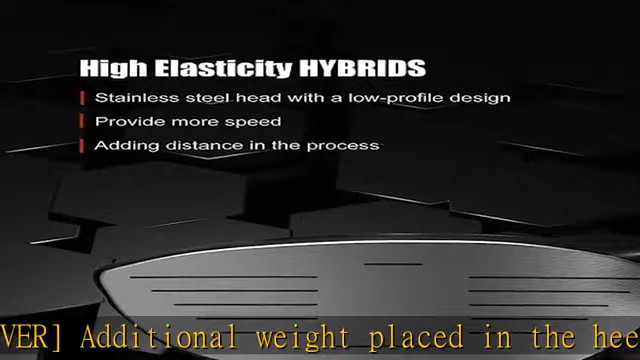 High Elasticity HYBRIDS
Stainless steel head with a low-profile design
Provide more speed
Adding distance in the process
VER] Additional weight placed in the hee